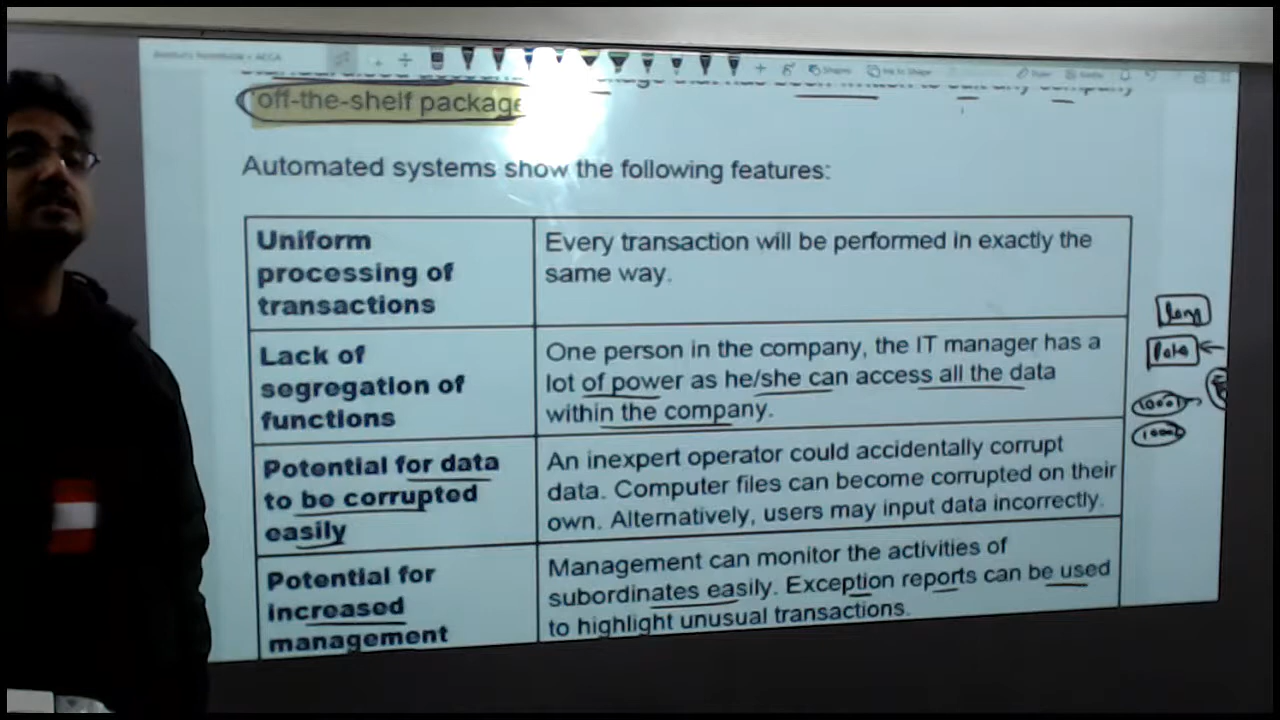 off-the-shelf package
Automated systems show the following features:
Uniform
processing of
transactions
Every transaction will be performed in exactly the
same way.
Lack of
segregation of
functions
One person in the company, the IT manager has a
lot of power as he/she can access all the data
within the company.
Potential for data
to be corrupted
easily
An inexpert operator could accidentally corrupt
data. Computer files can become corrupted on their
own. Alternatively, users may input data incorrectly.
Potential for
increased
management
Management can monitor the activities of
subordinates easily. Exception reports can be used
to highlight unusual transactions.